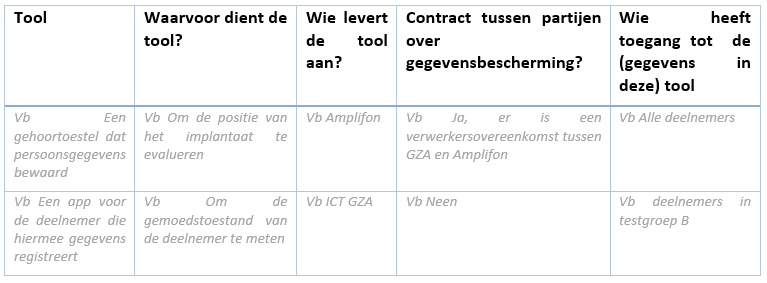 Tool
Waarvoor dient de
tool?
Wie levert
de tool
aan?
Contract tussen partijen
over
gegevensbescherming?
Wie heeft
toegang tot de
(gegevens in
deze) tool
Vb Een
gehoortoestel dat
persoonsgegevens
bewaard
Vb Om de positie van
het implantaat te
evalueren
Vb Amplifon
Vb Ja, er is een
verwerkersovereenkomst tussen
GZA en Amplifon
Vb Alle deelnemers
Vb Een app voor
de deelnemer die
hiermee gegevens
registreert
Vb Om de
gemoedstoestand van
de deelnemer te meten
Vb ICT GZA
Vb Neen
Vb deelnemers in
testgroep B